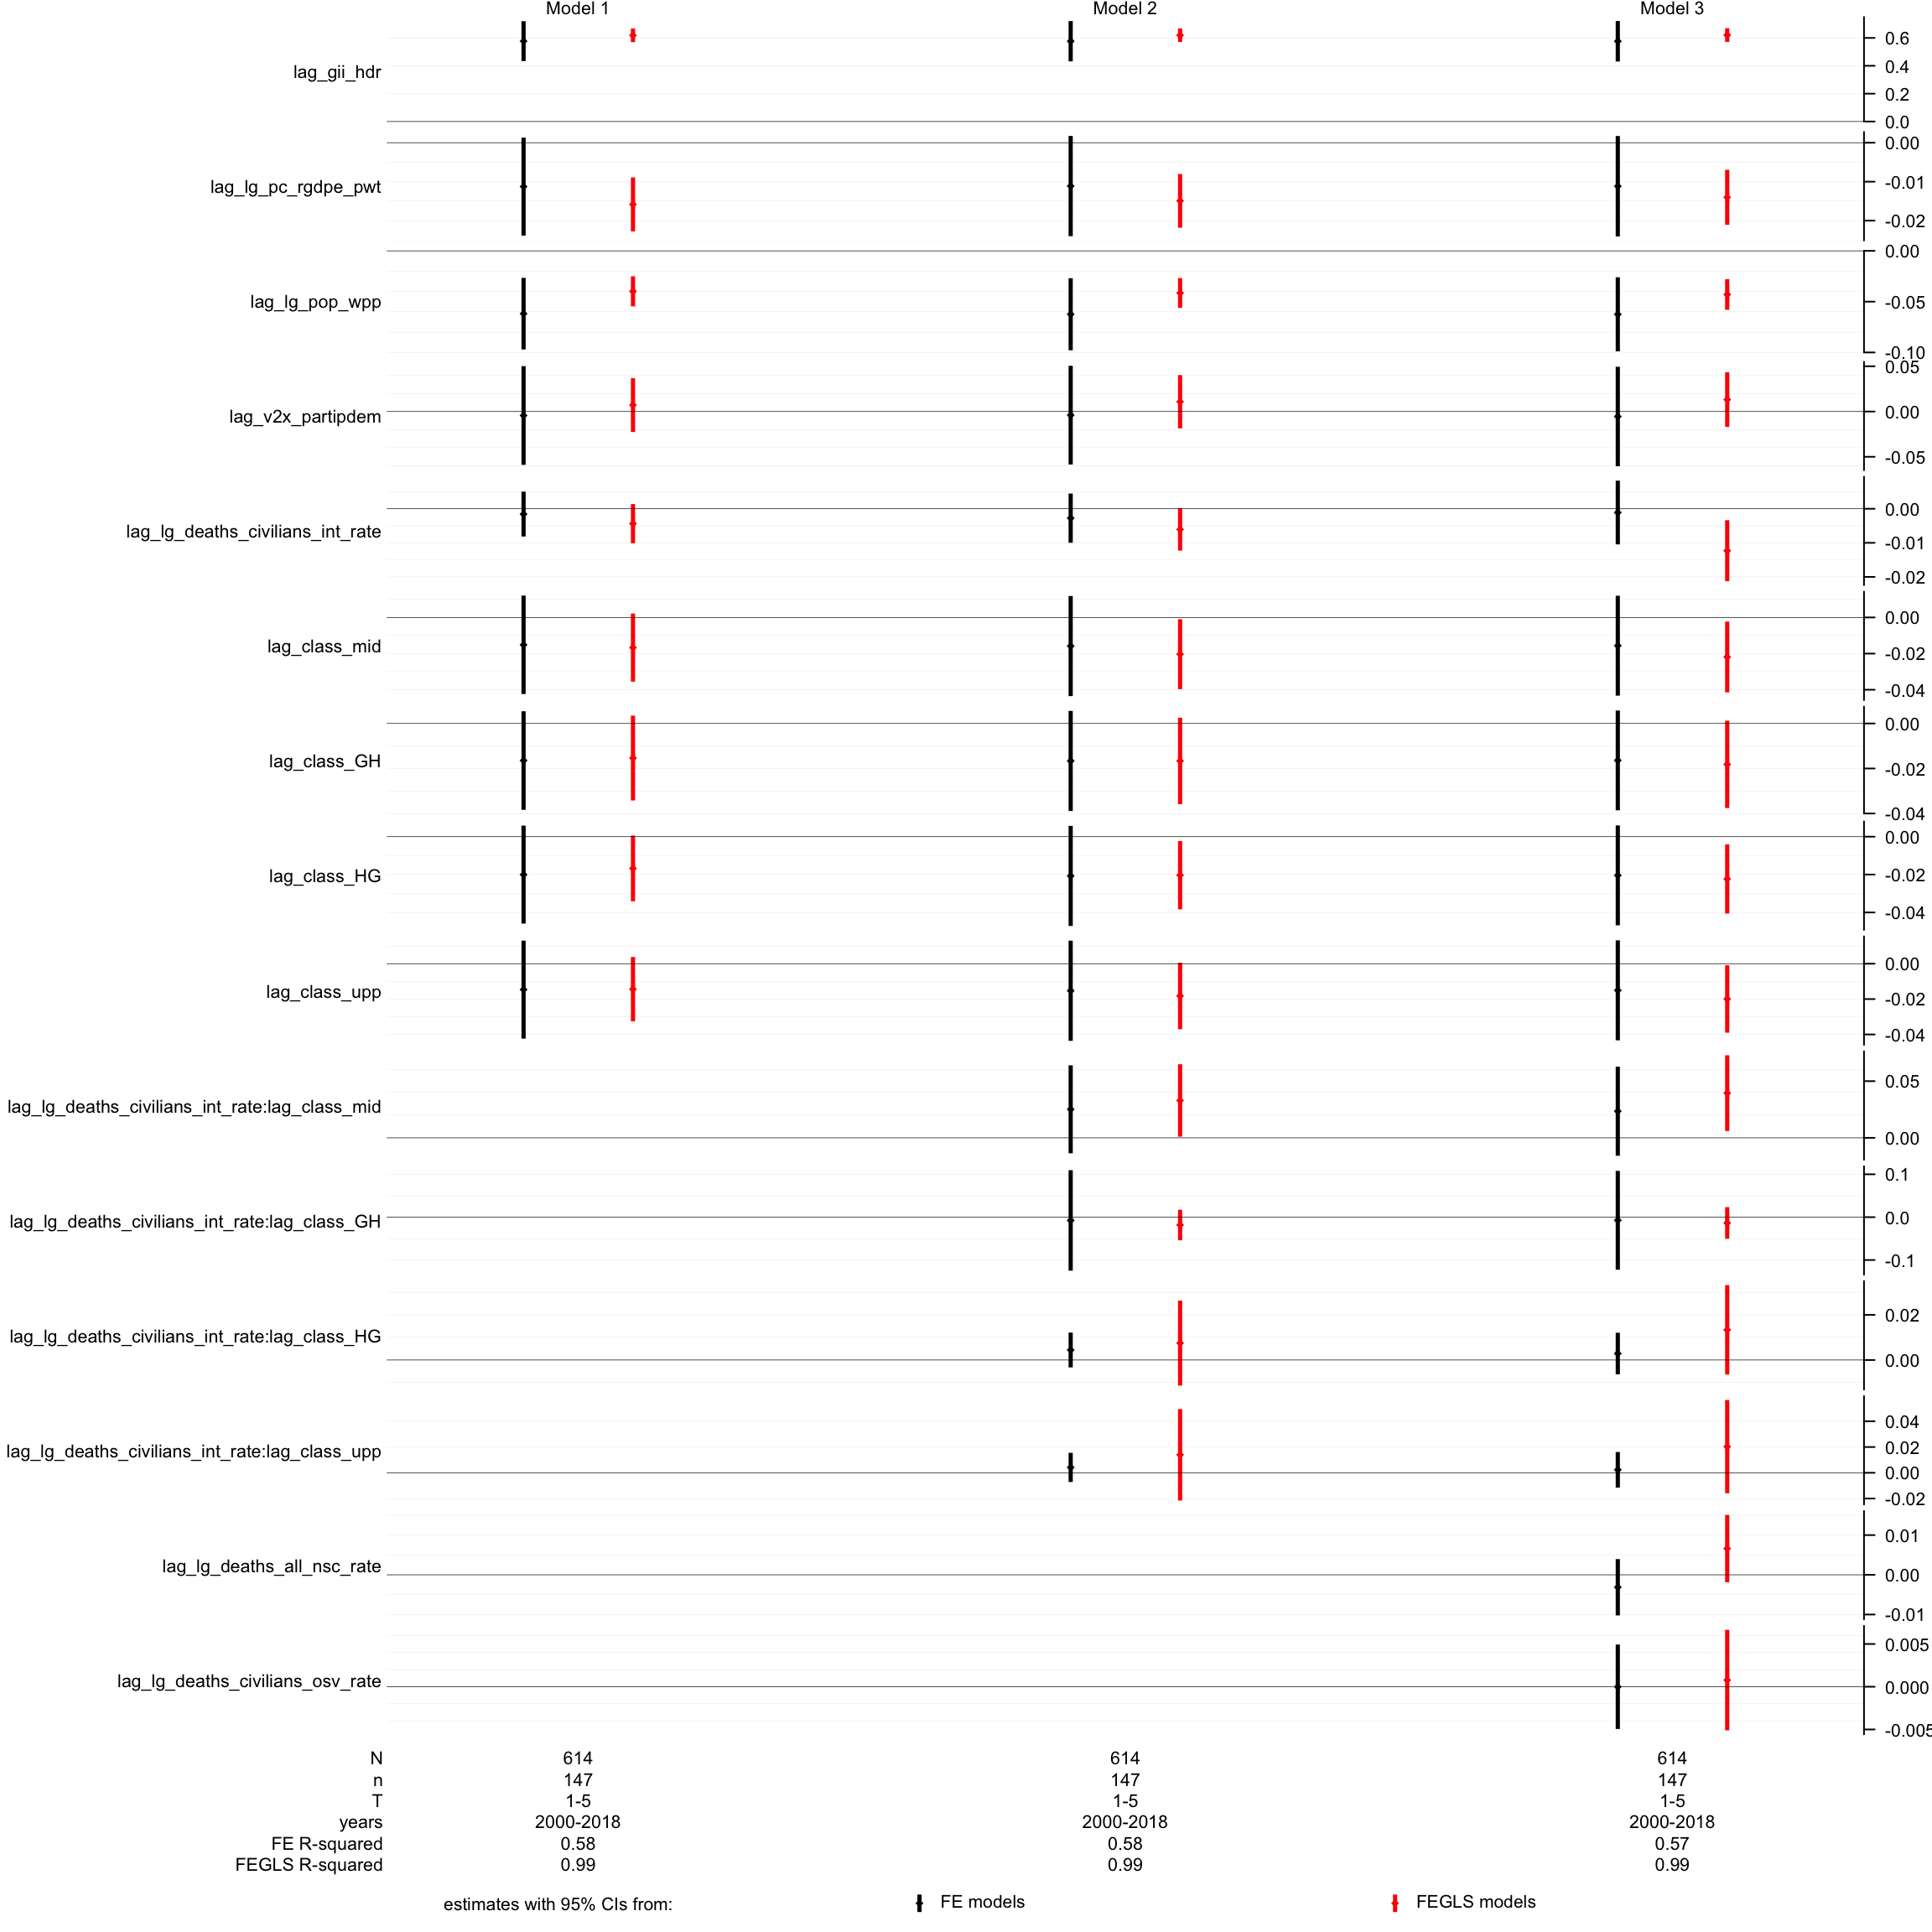 Model 1 Model 2 Model 3
lag_gii_hdr
0.6
0.4
0.2
0.0
lag_lg_pc_rgdpe_pwt
0.00
-0.01
-0.02
lag_lg_pop_wpp
0.00
-0.05
-0.10
lag_v2x_partipdem
0.05
0.00
-0.05
lag_lg_deaths_civilians_int_rate
0.00
-0.01
-0.02
lag_class_mid
0.00
-0.02
-0.04
lag_class_GH
0.00
-0.02
-0.04
lag_class_HG
0.00
-0.02
-0.04
lag_class_upp
0.00
-0.02
-0.04
lag_lg_deaths_civilians_int_rate:lag_class_mid
0.05
0.00
lag_lg_deaths_civilians_int_rate:lag_class_GH
0.1
0.0
-0.1
lag_lg_deaths_civilians_int_rate:lag_class_HG
0.02
0.00
lag_lg_deaths_civilians_int_rate:lag_class_upp
0.04
0.02
0.00
-0.02
lag_lg_deaths_all_nsc_rate
0.01
0.00
-0.01
lag_lg_deaths_civilians_osv_rate
0.005
0.000
-0.005
N 614 614 614
n 147 147 147
T 1-5 1-5 1-5
years 2000-2018 2000-2018 2000-2018
FE R-squared 0.58 0.58 0.57
FEGLS R-squared 0.99 0.99 0.99
estimates with 95% CIs from: FE models FEGLS models